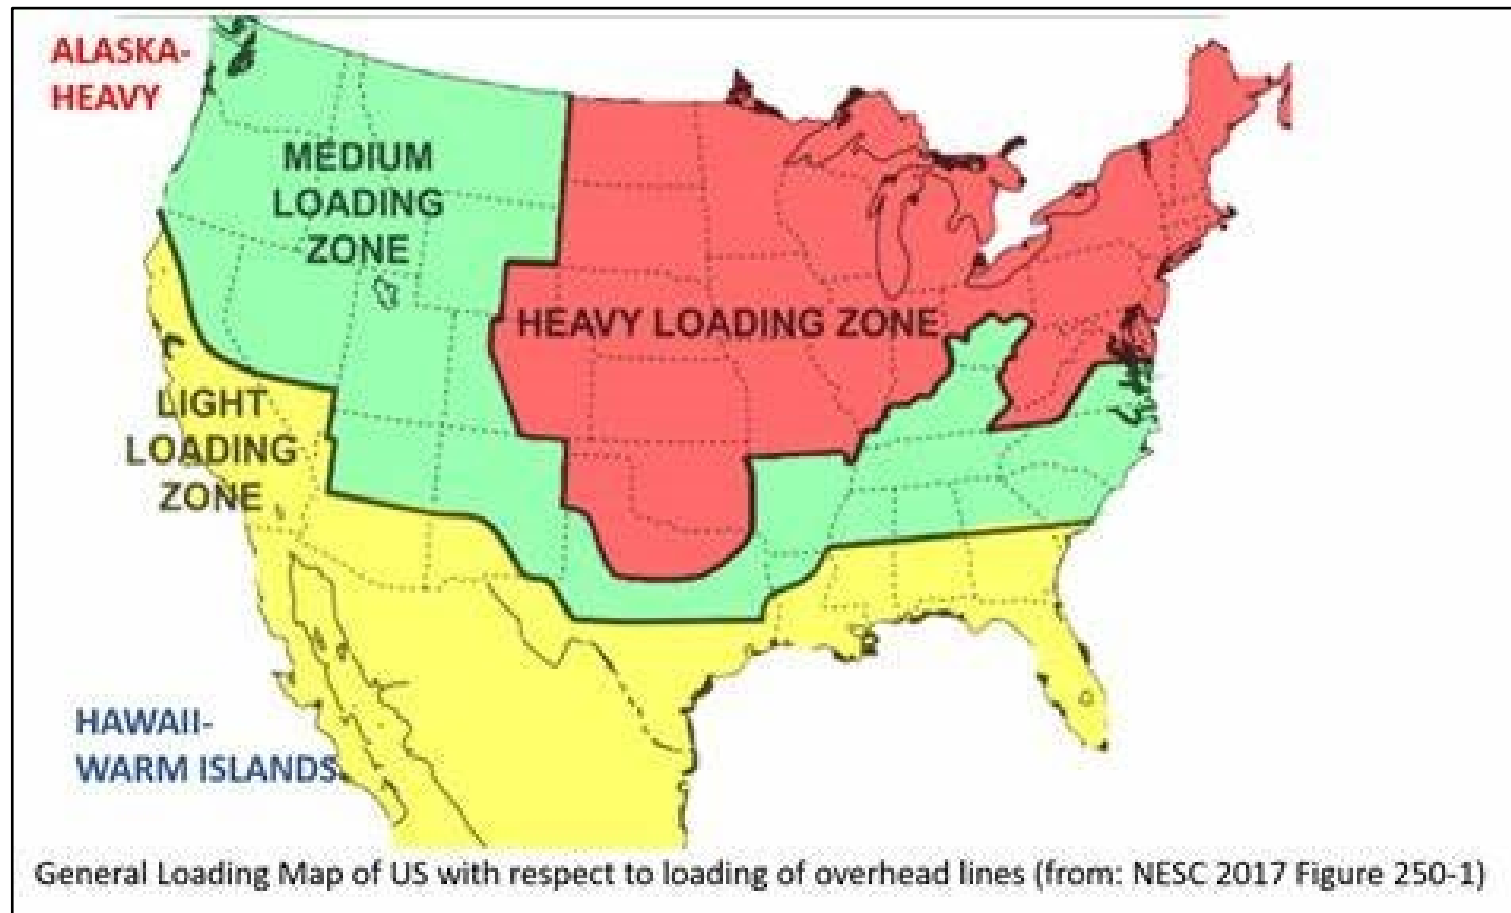 ALASKA-
HEAVY
MEDIUM
LOADING
ZONE
HEAVY LOADING ZONE
LIGHT
LOADING
ZONE
HAWAII-
WARM ISLANDS
General Loading Map of US with respect to loading of overhead lines (from: NESC 2017 Figure 250-1)